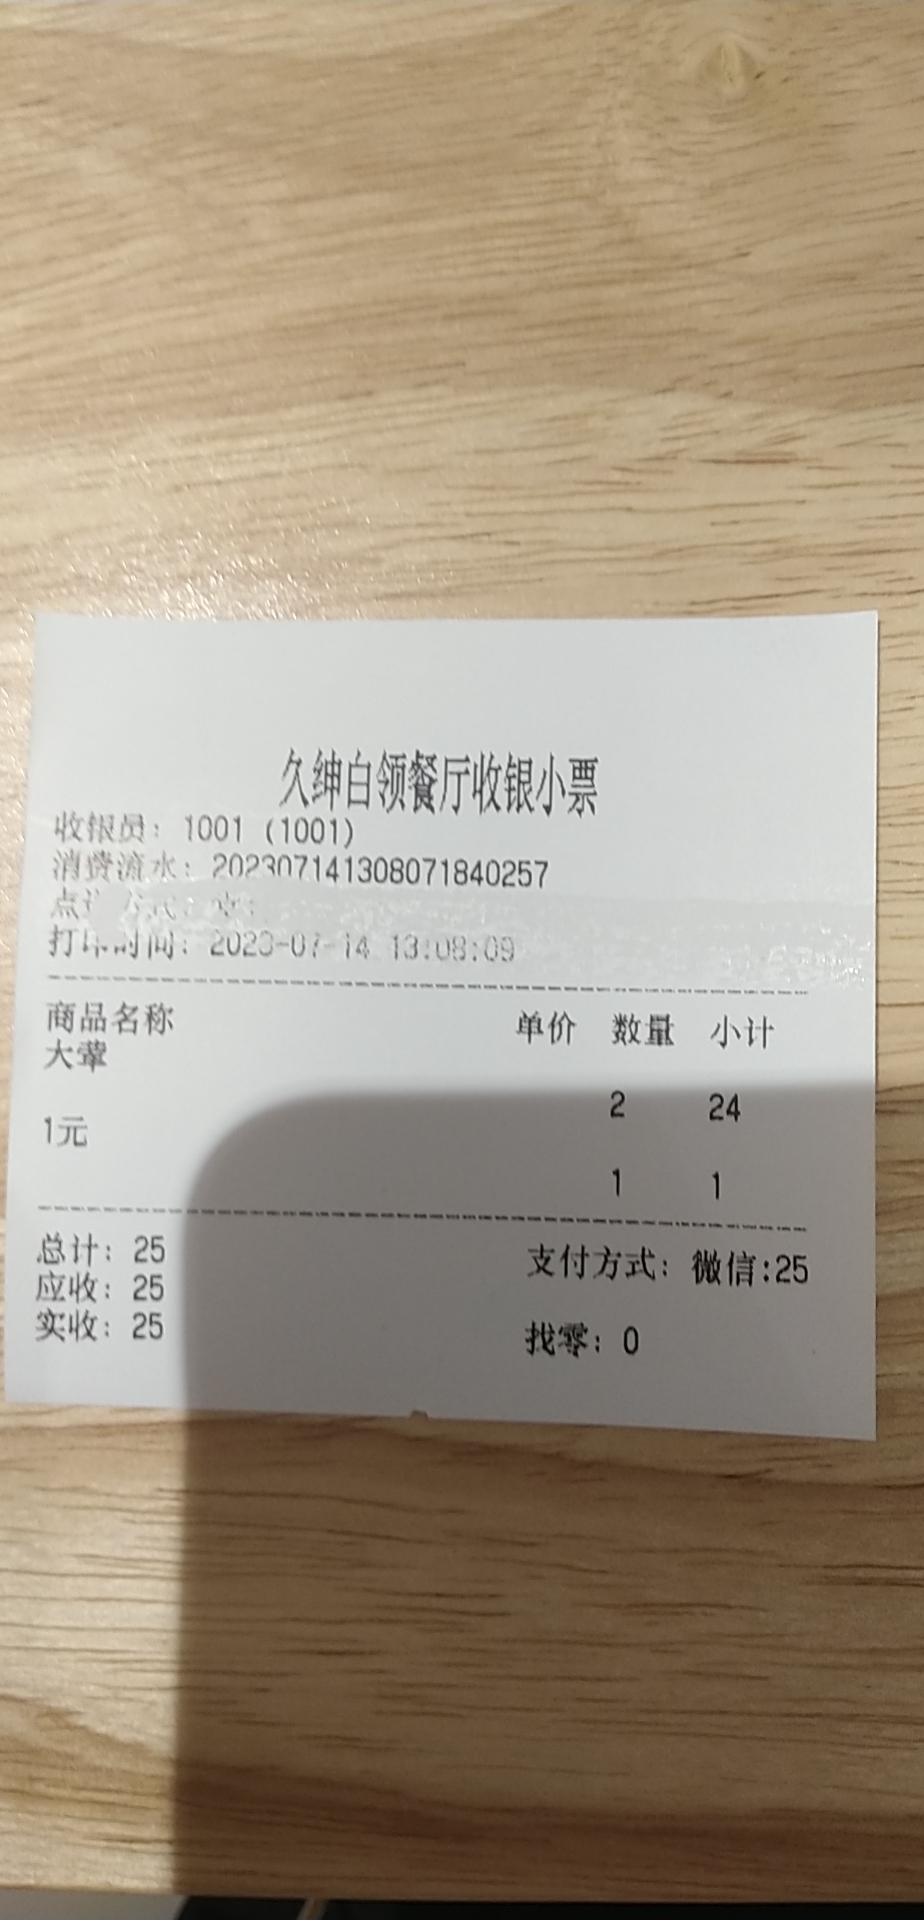 久绅白领餐厅收银小票
收银员：1001 (1001)
消费流水：202307141308071840257
打印时间：2023-07-14 13:08:09
商品名称 单价 数量 小计
大荤
2 24
1元
1 1
总计：25 支付方式：微信:25
应收：25
实收：25 找零：0